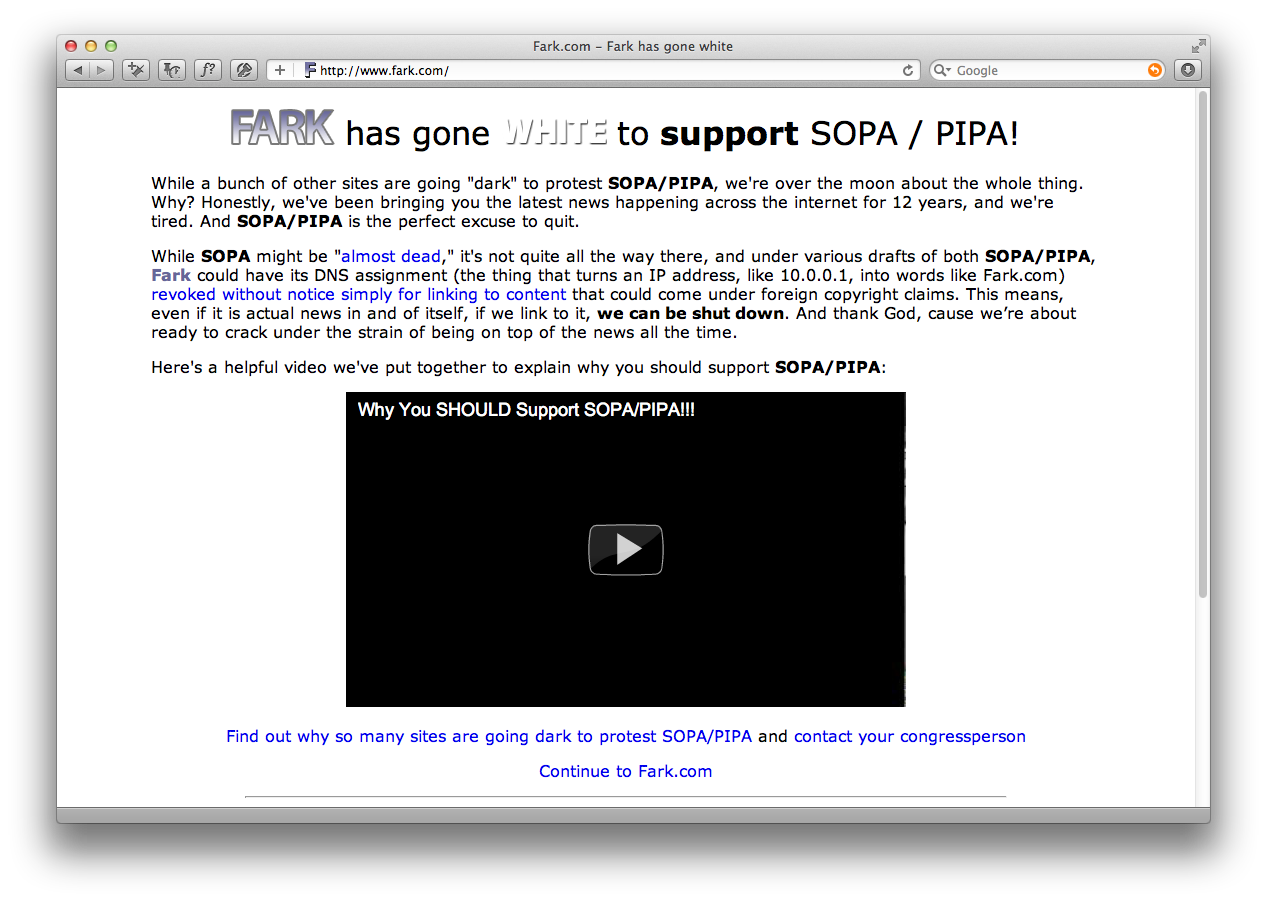 Fark.com – Fark has gone white
http://www.fark.com/
Google
FARK has gone WHITE to support SOPA / PIPA!
While a bunch of other sites are going "dark" to protest SOPA/PIPA, we're over the moon about the whole thing.
Why? Honestly, we've been bringing you the latest news happening across the internet for 12 years, and we're
tired. And SOPA/PIPA is the perfect excuse to quit.
While SOPA might be "almost dead," it's not quite all the way there, and under various drafts of both SOPA/PIPA,
Fark could have its DNS assignment (the thing that turns an IP address, like 10.0.0.1, into words like Fark.com)
revoked without notice simply for linking to content that could come under foreign copyright claims. This means,
even if it is actual news in and of itself, if we link to it, we can be shut down. And thank God, cause we’re about
ready to crack under the strain of being on top of the news all the time.
Here's a helpful video we've put together to explain why you should support SOPA/PIPA:
Why You SHOULD Support SOPA/PIPA!!!
Find out why so many sites are going dark to protest SOPA/PIPA and contact your congressperson
Continue to Fark.com